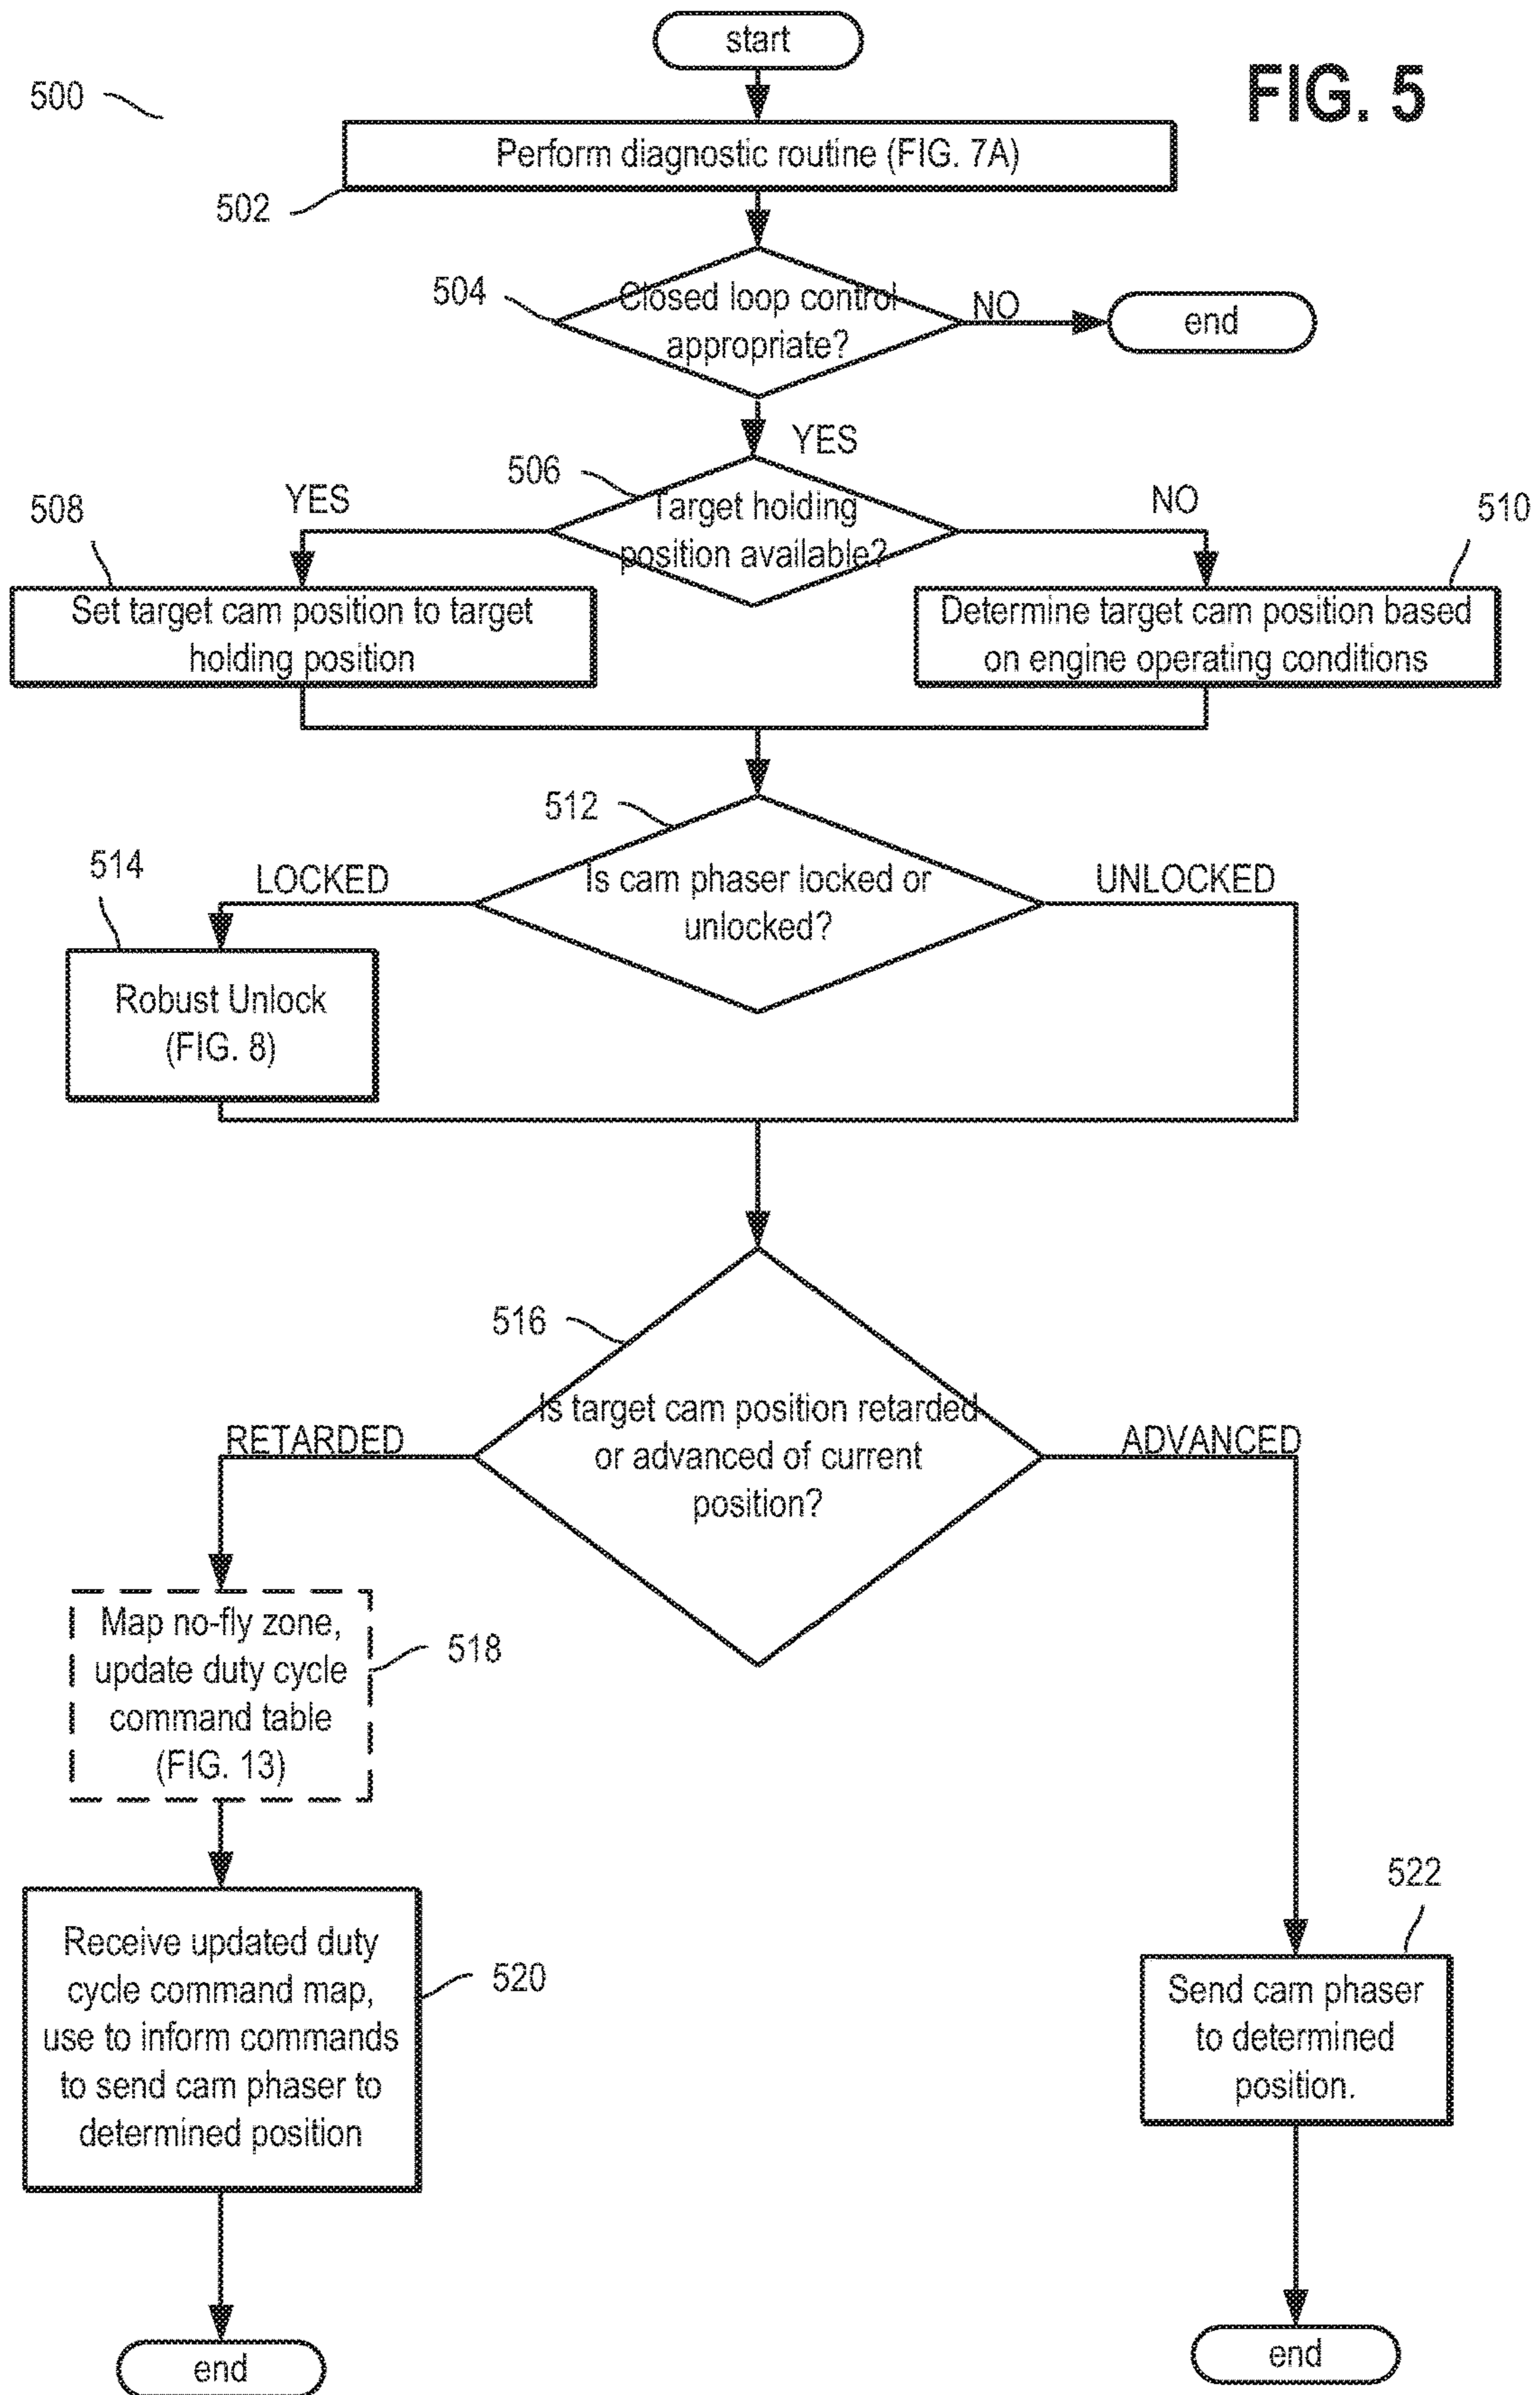 start
FIG. 5
500
Perform diagnostic routine (FIG. 7A)
502
504
Closed loop control
appropriate?
NO
end
YES
506
Target holding
position available?
YES
NO
508
510
Set target cam position to target
holding position
Determine target cam position based
on engine operating conditions
512
Is cam phaser locked or
unlocked?
LOCKED
UNLOCKED
514
Robust Unlock
(FIG. 8)
516
Is target cam position retarded
or advanced of current
position?
RETARDED
ADVANCED
Map no-fly zone,
update duty cycle
command table
(FIG. 13)
518
Receive updated duty
cycle command map,
use to inform commands
to send cam phaser to
determined position
520
522
Send cam phaser
to determined
position.
end
end